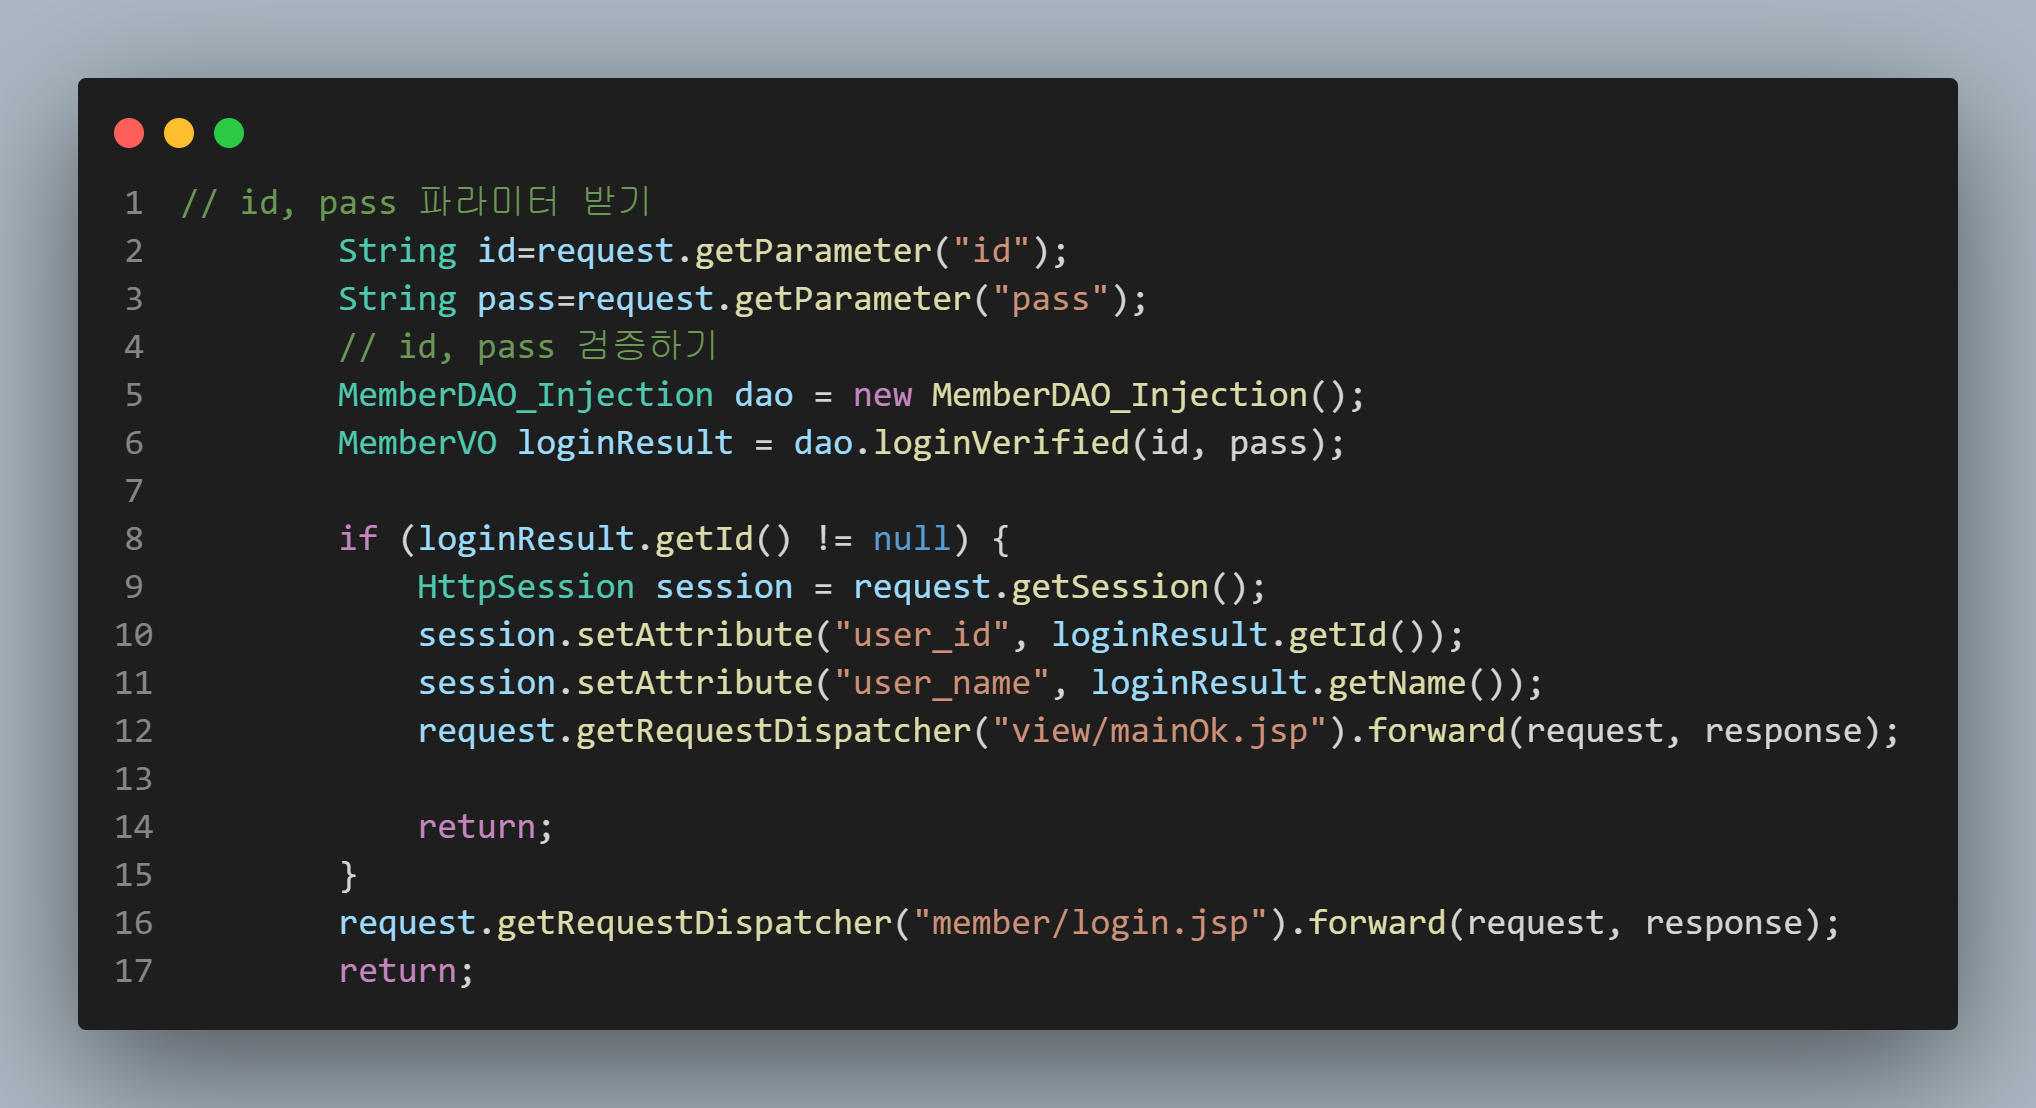 1 // id, pass 파라미터 받기
2 String id=request.getParameter("id");
3 String pass=request.getParameter("pass");
4 // id, pass 검증하기
5 MemberDAO_Injection dao = new MemberDAO_Injection();
6 MemberVO loginResult = dao.loginVerified(id, pass);
7
8 if (loginResult.getId() != null) {
9 HttpSession session = request.getSession();
10 session.setAttribute("user_id", loginResult.getId());
11 session.setAttribute("user_name", loginResult.getName());
12 request.getRequestDispatcher("view/mainOk.jsp").forward(request, response);
13
14 return;
15 }
16 request.getRequestDispatcher("member/login.jsp").forward(request, response);
17 return;